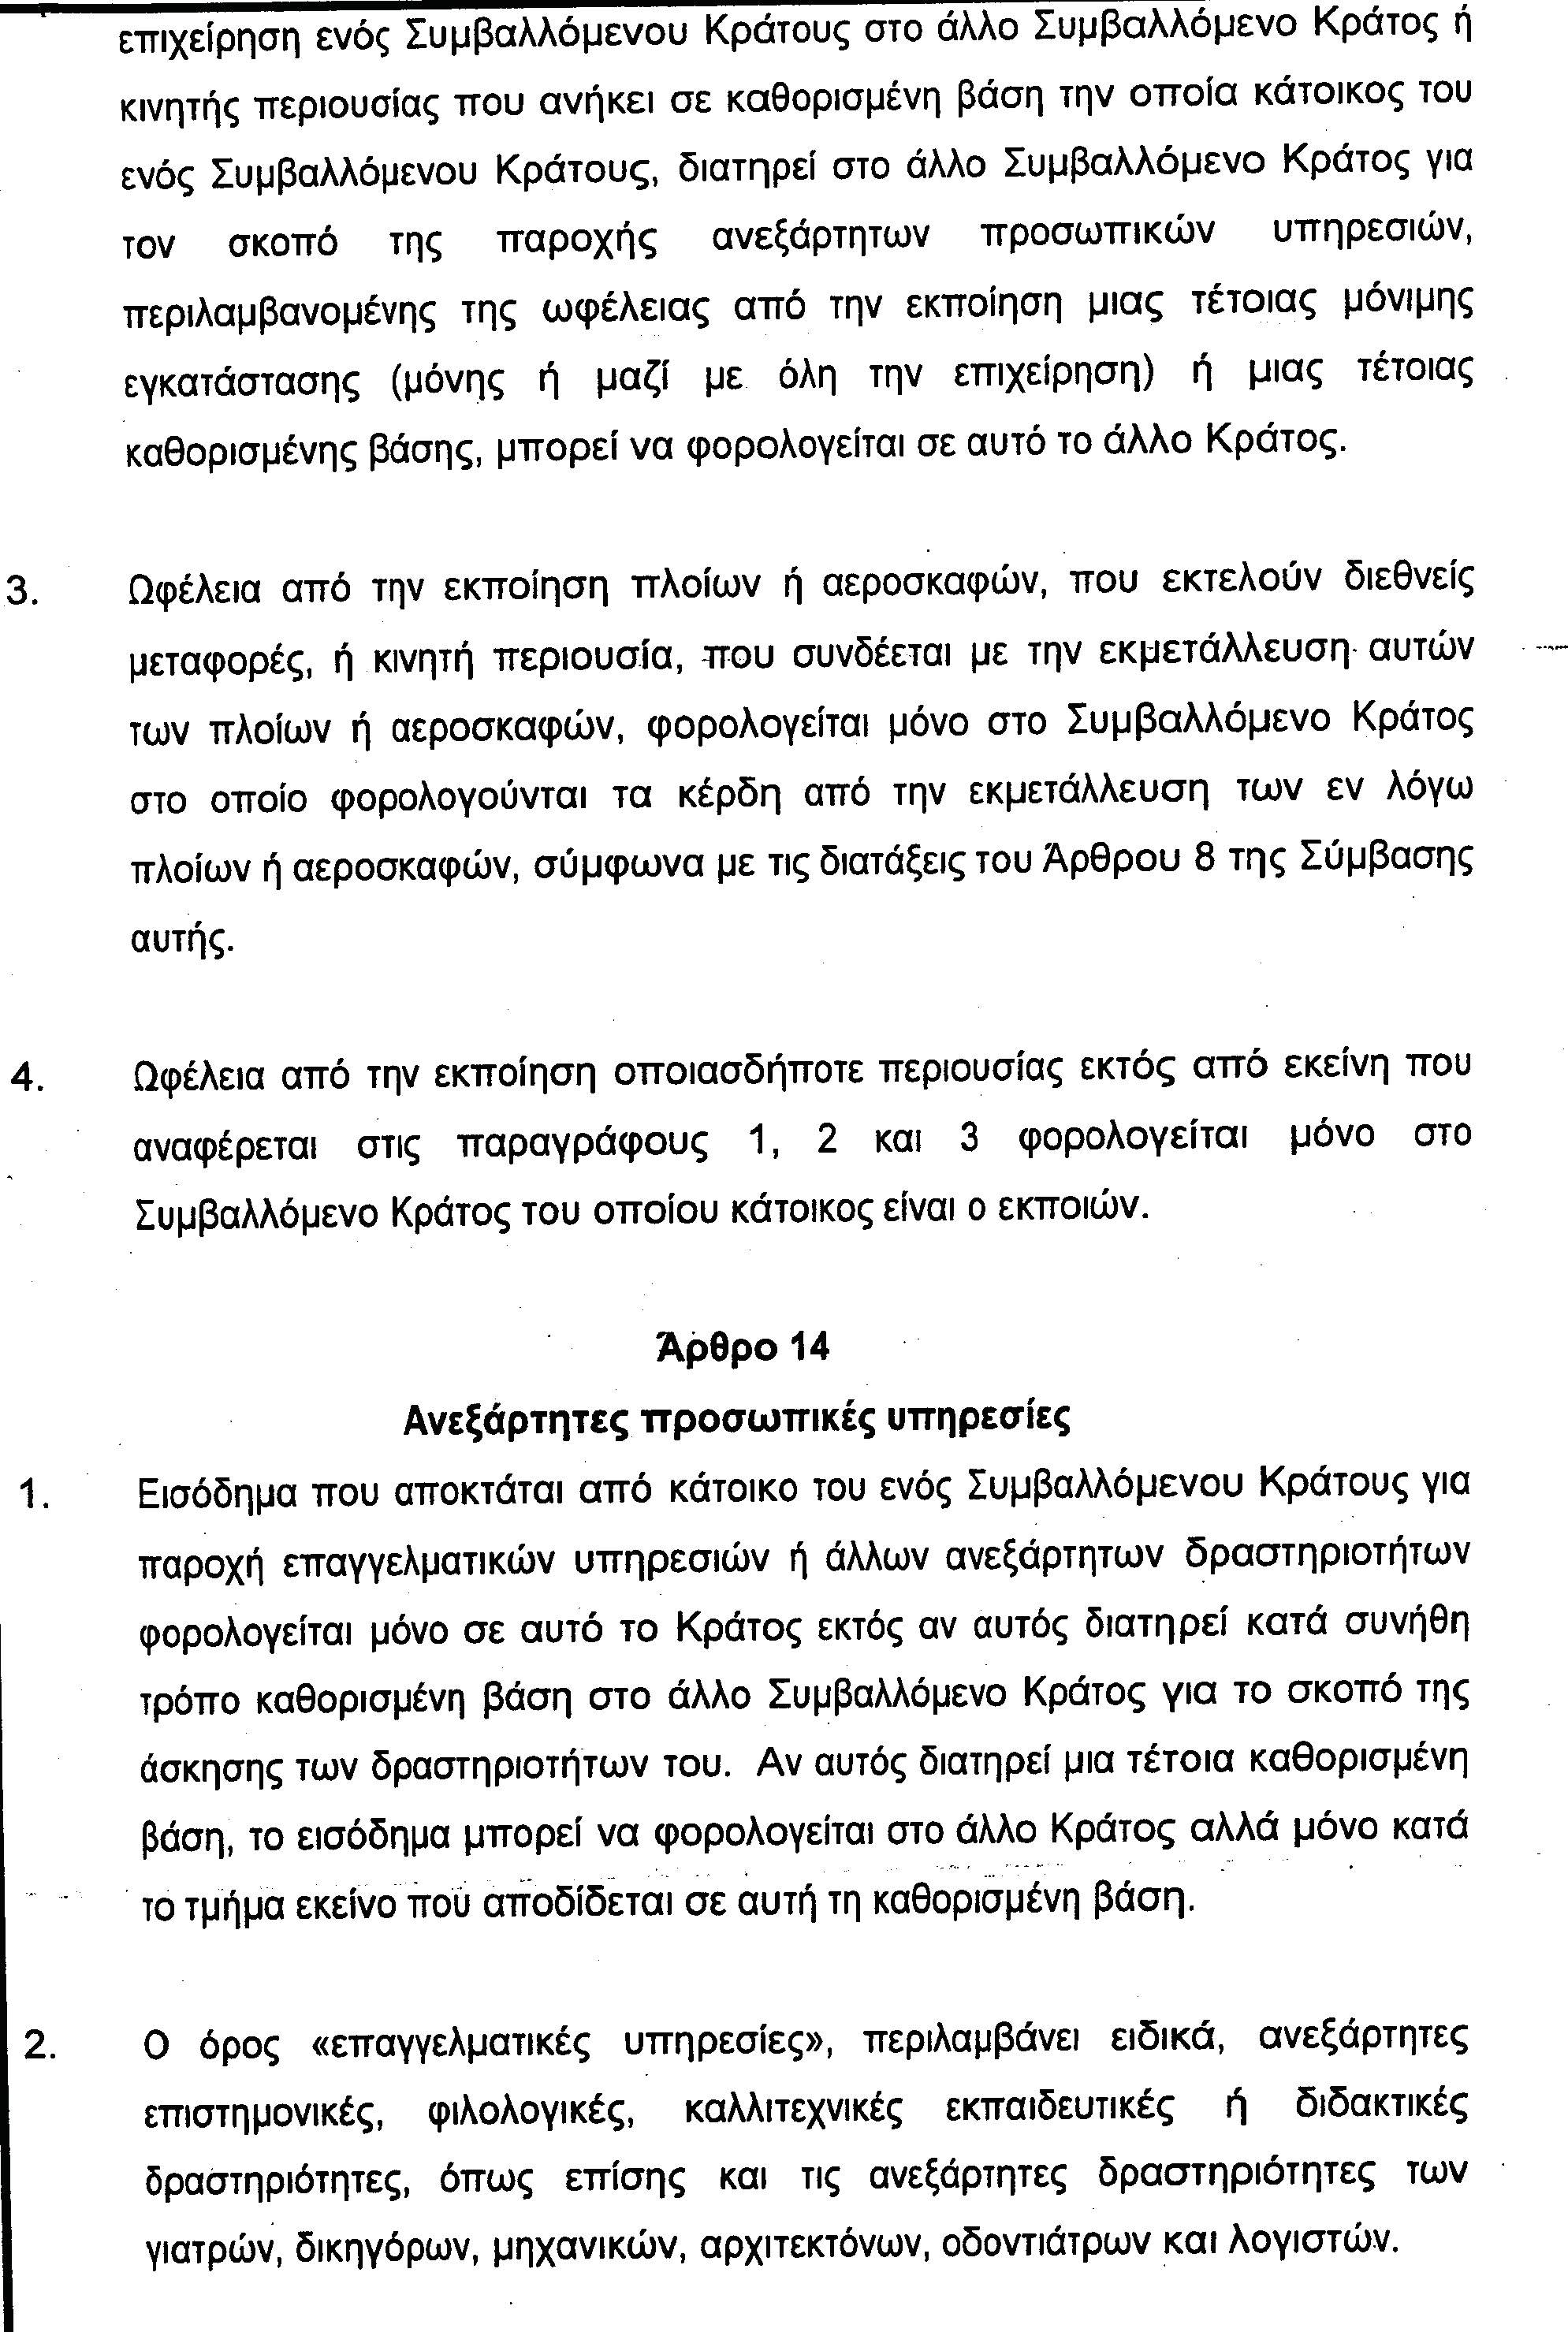 επιχείρηση ενός Συμβαλλόμενου Κράτους στο άλλο Συμβαλλόμενο Κράτος ή
κινητής περιουσίας που ανήκει σε καθορισμένη βάση την οποία κάτοικος του
ενός Συμβαλλόμενου Κράτους, διατηρεί στο άλλο Συμβαλλόμενο Κράτος για
τον σκοπό της παροχής ανεξάρτητων προσωπικών υπηρεσιών,
περιλαμβανομένης της ωφέλειας από την εκποίηση μιας τέτοιας μόνιμης
εγκατάστασης (μόνης ή μαζί με όλη την επιχείρηση) ή μιας τέτοιας
καθορισμένης βάσης, μπορεί να φορολογείται σε αυτό το άλλο Κράτος.
3. Ωφέλεια από την εκποίηση πλοίων ή αεροσκαφών, που εκτελούν διεθνείς
μεταφορές, ή κινητή περιουσία, που συνδέεται με την εκμετάλλευση αυτών
των πλοίων ή αεροσκαφών, φορολογείται μόνο στο Συμβαλλόμενο Κράτος
στο οποίο φορολογούνται τα κέρδη από την εκμετάλλευση των εν λόγω
πλοίων ή αεροσκαφών, σύμφωνα με τις διατάξεις του Άρθρου 8 της Σύμβασης
αυτής.
4. Ωφέλεια από την εκποίηση οποιασδήποτε περιουσίας εκτός από εκείνη που
αναφέρεται στις παραγράφους 1, 2 και 3 φορολογείται μόνο στο
Συμβαλλόμενο Κράτος του οποίου κάτοικος είναι ο εκποιών.
Άρθρο 14
Ανεξάρτητες προσωπικές υπηρεσίες
1. Εισόδημα που αποκτάται από κάτοικο του ενός Συμβαλλόμενου Κράτους για
παροχή επαγγελματικών υπηρεσιών ή άλλων ανεξάρτητων δραστηριοτήτων
φορολογείται μόνο σε αυτό το Κράτος εκτός αν αυτός διατηρεί κατά συνήθη
τρόπο καθορισμένη βάση στο άλλο Συμβαλλόμενο Κράτος για το σκοπό της
άσκησης των δραστηριοτήτων του. Αν αυτός διατηρεί μια τέτοια καθορισμένη
βάση, το εισόδημα μπορεί να φορολογείται στο άλλο Κράτος αλλά μόνο κατά
το τμήμα εκείνο που αποδίδεται σε αυτή τη καθορισμένη βάση.
2. Ο όρος «επαγγελματικές υπηρεσίες», περιλαμβάνει ειδικά, ανεξάρτητες
επιστημονικές, φιλολογικές, καλλιτεχνικές εκπαιδευτικές ή διδακτικές
δραστηριότητες, όπως επίσης και τις ανεξάρτητες δραστηριότητες των
γιατρών, δικηγόρων, μηχανικών, αρχιτεκτόνων, οδοντιάτρων και λογιστών.